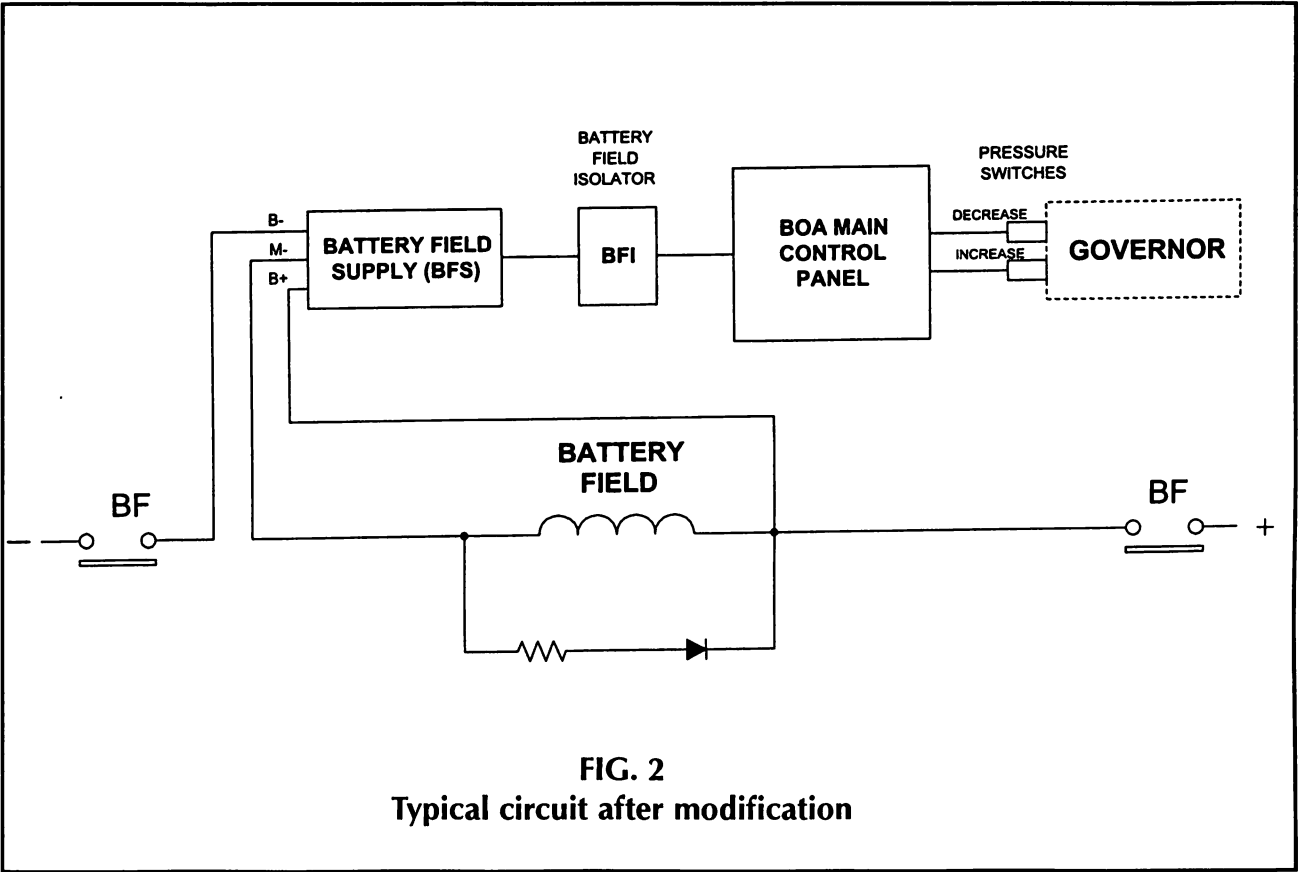 BATTERY
FIELD
ISOLATOR
PRESSURE
SWITCHES
B-
M-
B+
BATTERY FIELD
SUPPLY (BFS)
BFI
BOA MAIN
CONTROL
PANEL
DECREASE
INCREASE
GOVERNOR
BATTERY
FIELD
BF
BF
— 
+
FIG. 2
Typical circuit after modification